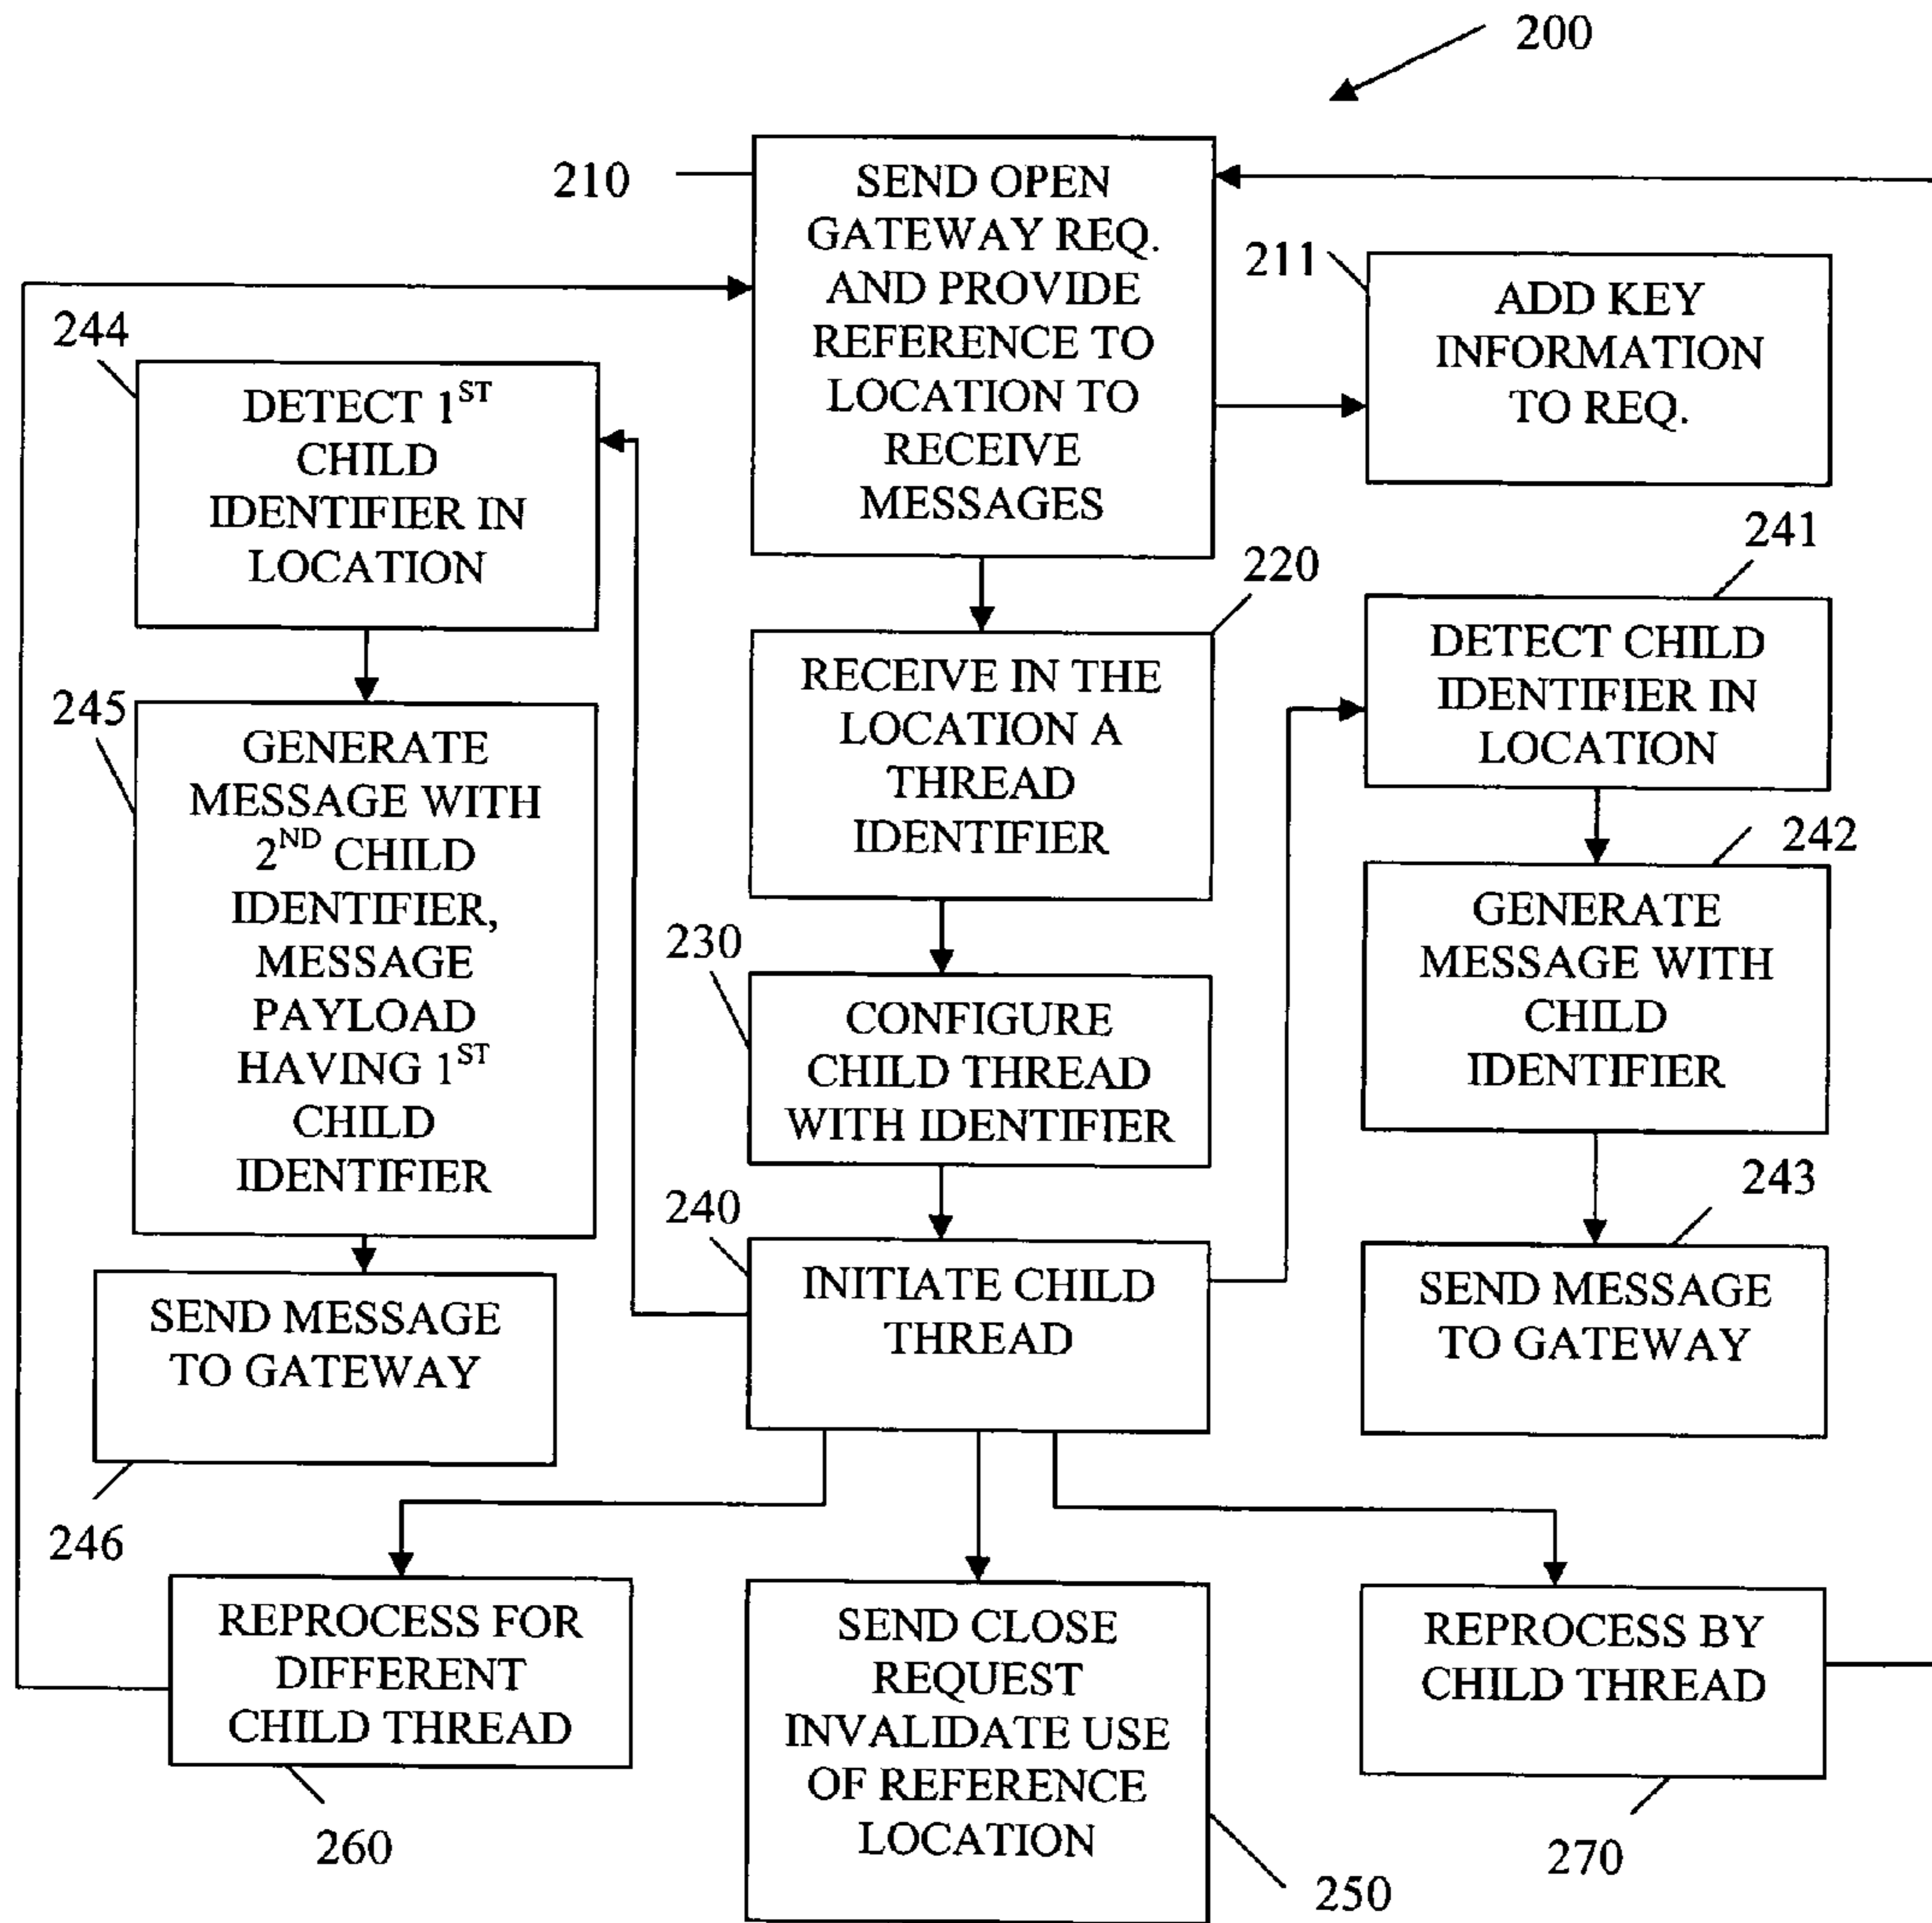 200
210
SEND OPEN
GATEWAY REQ.
AND PROVIDE
REFERENCE TO
LOCATION TO
RECEIVE
MESSAGES
211
ADD KEY
INFORMATION
TO REQ.
244
DETECT 1ST
CHILD
IDENTIFIER IN
LOCATION
220
RECEIVE IN THE
LOCATION A
THREAD
IDENTIFIER
241
DETECT CHILD
IDENTIFIER IN
LOCATION
245
GENERATE
MESSAGE WITH
2ND CHILD
IDENTIFIER,
MESSAGE
PAYLOAD
HAVING 1ST
CHILD
IDENTIFIER
230
CONFIGURE
CHILD THREAD
WITH IDENTIFIER
242
GENERATE
MESSAGE WITH
CHILD
IDENTIFIER
240
INITIATE CHILD
THREAD
243
SEND MESSAGE
TO GATEWAY
SEND MESSAGE
TO GATEWAY
246
REPROCESS FOR
DIFFERENT
CHILD THREAD
260
SEND CLOSE
REQUEST
INVALIDATE USE
OF REFERENCE
LOCATION
250
REPROCESS BY
CHILD THREAD
270